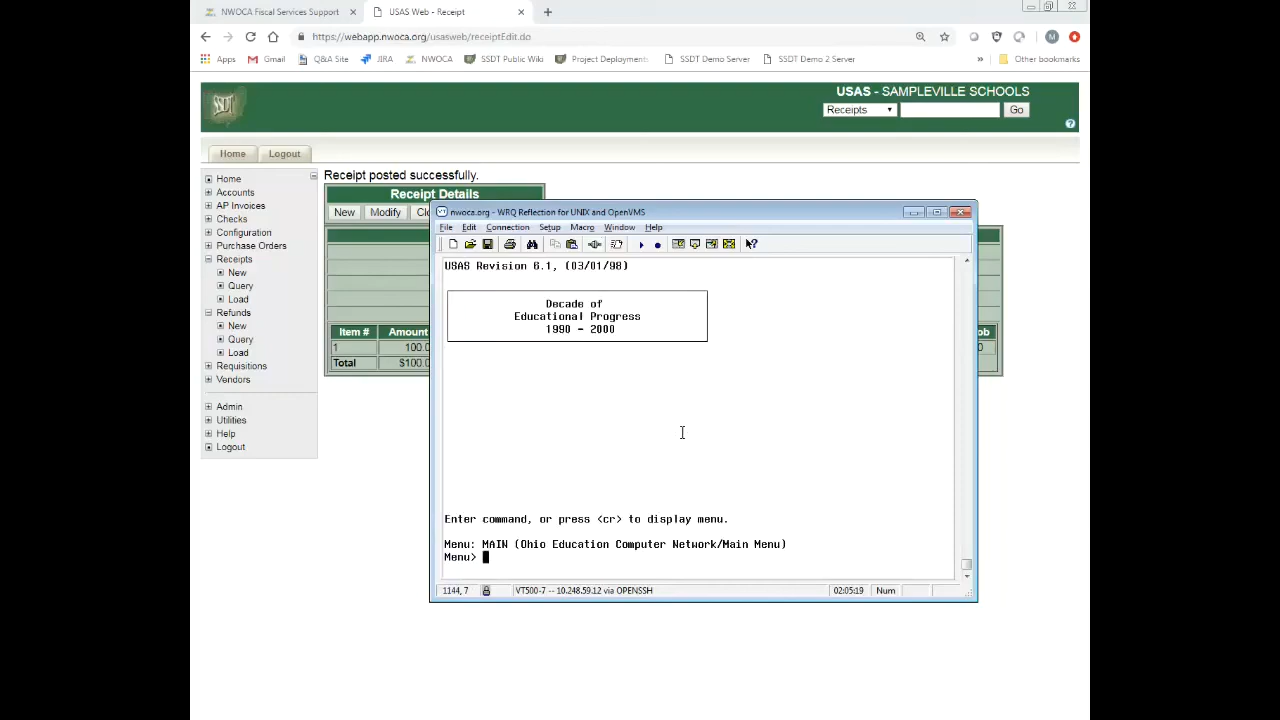 NWOCA Fiscal Services Support
USAS Web - Receipt
https://webapp.nwoca.org/usasweb/receiptEdit.do
Apps
Gmail
Q&A Site
JIRA
NWOCA
SSDT Public Wiki
Project Deployments
SSDT Demo Server
SSDT Demo 2 Server
»
Other bookmarks
SSDT
USAS - SAMPLEVILLE SCHOOLS
Receipts
Go
Home
Logout
Home
Accounts
AP Invoices
Checks
Configuration
Purchase Orders
Receipts
New
Query
Load
Refunds
New
Query
Load
Requisitions
Vendors
Admin
Utilities
Help
Logout
Receipt posted successfully.
Receipt Details
New
Modify
Item #
Amount
1
100.0
Total
$100.0
nwoca.org - WRQ Reflection for UNIX and OpenVMS
File Edit Connection Setup Macro Window Help
USAS Revision 6.1, (03/01/98)
Decade of
Educational Progress
1990 - 2000
Enter command, or press <cr> to display menu.
Menu: MAIN (Ohio Education Computer Network/Main Menu)
Menu>
1144, 7
VT500-7 -- 10.248.59.12 via OPENSSH
02:05:19
Num